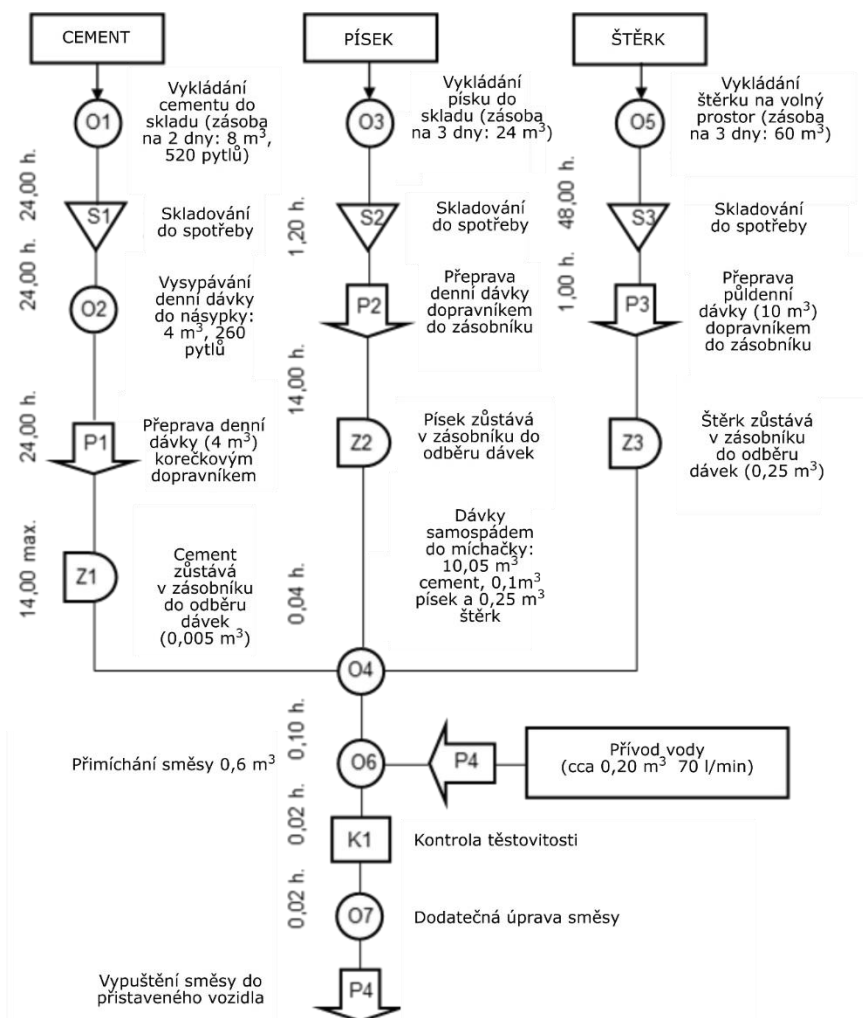 CEMENT
PÍSEK
ŠTĚRK
O1
Vykládání
cementu do
skladu (zásoba
na 2 dny: 8 m³,
520 pytlů)
O3
Vykládání
písku do
skladu (zásoba
na 3 dny: 24 m³)
O5
Vykládání
štěrku na volný
prostor (zásoba
na 3 dny: 60 m³)
24,00 h.
S1
Skladování
do spotřeby
1,20 h.
S2
Skladování
do spotřeby
48,00 h.
S3
Skladování
do spotřeby
24,00 h.
O2
Vysypávání
denní dávky
do násypky:
4 m³, 260
pytlů
P2
Přeprava
denní dávky
dopravníkem
do zásobníku
1,00 h.
P3
Přeprava
půldenní
dávky (10 m³)
dopravníkem
do zásobníku
24,00 h.
P1
Přeprava denní
dávky (4 m³)
korečkovým
dopravníkem
14,00 h.
Z2
Písek zůstává
v zásobníku do
odběru dávek
Z3
Štěrk zůstává
v zásobníku
do odběru
dávek (0,25 m³)
14,00 max.
Z1
Cement
zůstává
v zásobníku
do odběru
dávek
(0,005 m³)
0,04 h.
Dávky
samospádem
do míchačky:
10,05 m³
cement, 0,1m³
písek a 0,25 m³
štěrk
O4
0,10 h.
Přimíchání směsy 0,6 m³
O6
P4
Přívod vody
(cca 0,20 m³ 70 l/min)
0,02 h.
K1
Kontrola těstovitosti
0,02 h.
O7
Dodatečná úprava směsy
Vypuštění směsy do
přistaveného vozidla
P4